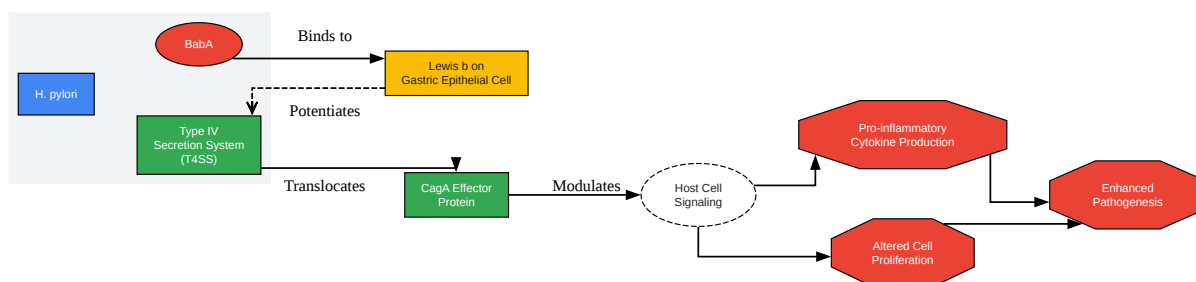 BabA
Binds to
Lewis b on
Gastric Epithelial Cell
H. pylori
Potentiates
Type IV
Secretion System
(T4SS)
Translocates
CagA Effector
Protein
Modulates
Host Cell
Signaling
Pro-inflammatory
Cytokine Production
Altered Cell
Proliferation
Enhanced
Pathogenesis